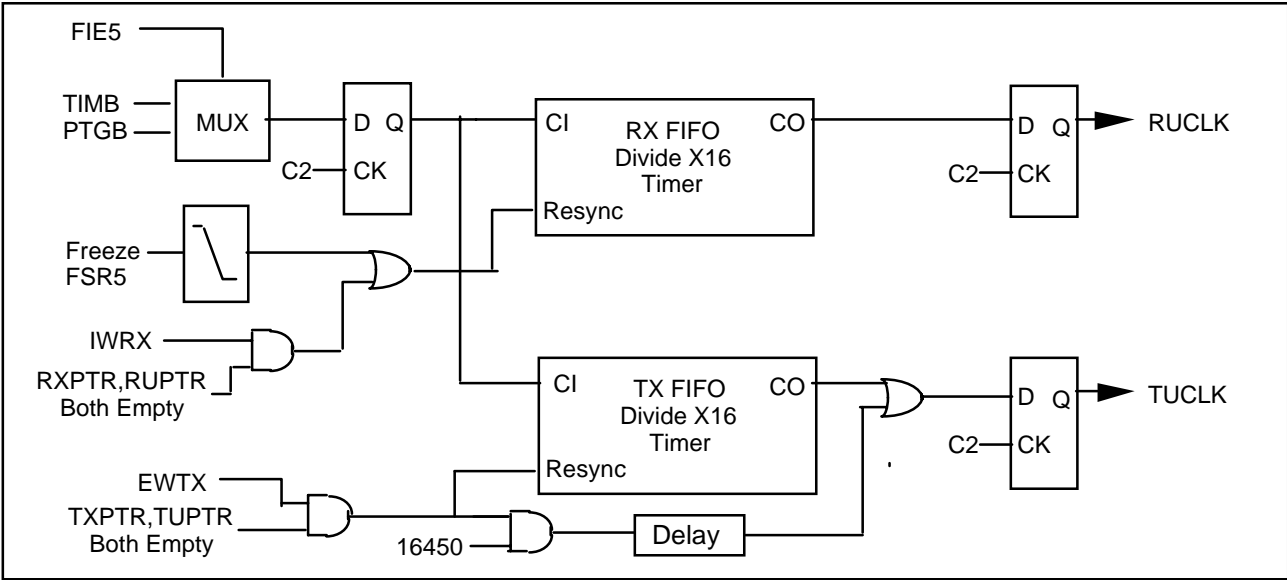 FIE5
TIMB
PTGB
MUX
D Q
C2
CK
CI
RX FIFO
Divide X16
Timer
CO
Resync
D Q
C2
CK
RUCLK
Freeze
FSR5
IWRX
RXPTR,RUPTR
Both Empty
CI
TX FIFO
Divide X16
Timer
CO
Resync
D Q
C2
CK
TUCLK
EWTX
TXPTR,TUPTR
Both Empty
16450
Delay